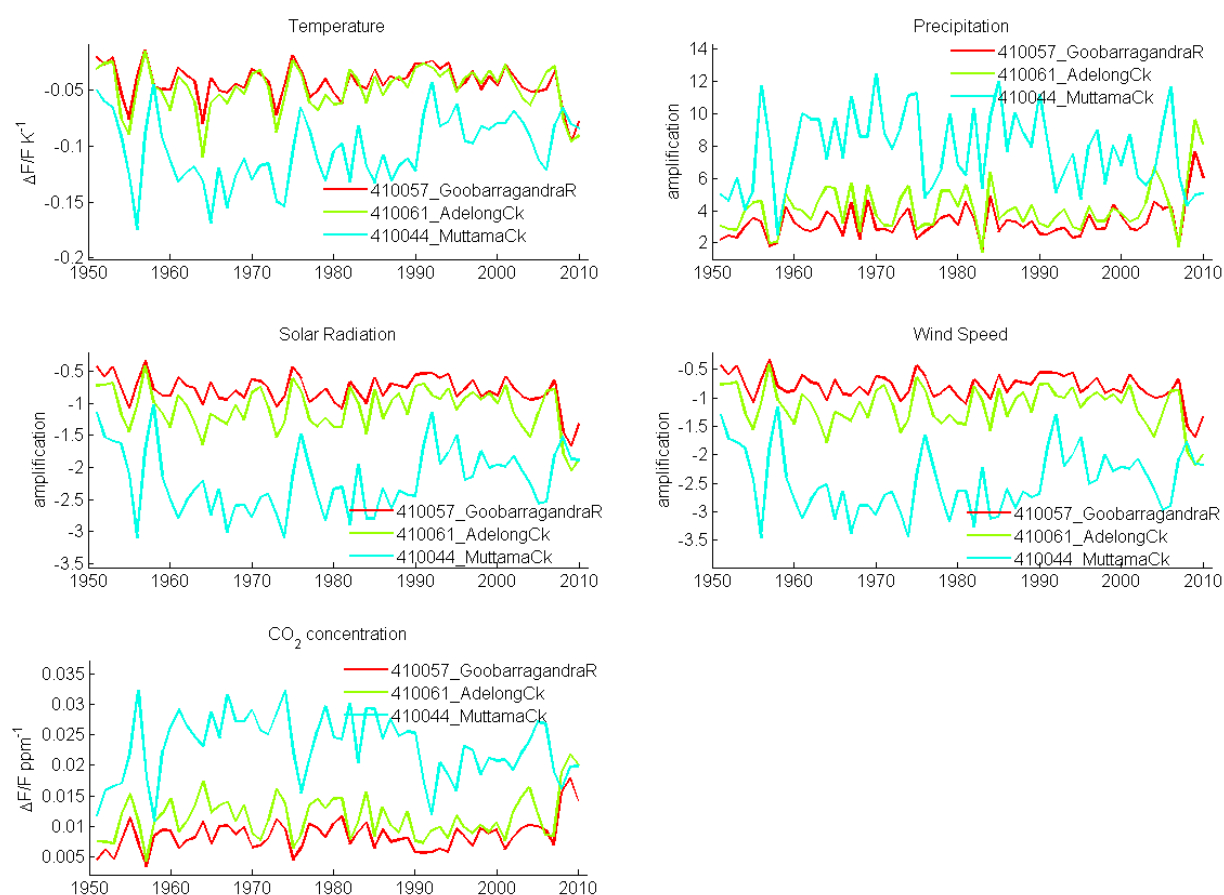 Temperature
-0.05
-0.1
-0.15
-0.2
ΔF/F K⁻¹
410057_GoobarragandraR
410061_AdelongCk
410044_MuttamaCk
1950 1960 1970 1980 1990 2000 2010
Precipitation
14
12
10
8
6
4
2
amplification
410057_GoobarragandraR
410061_AdelongCk
410044_MuttamaCk
1950 1960 1970 1980 1990 2000 2010
Solar Radiation
-0.5
-1
-1.5
-2
-2.5
-3
-3.5
amplification
410057_GoobarragandraR
410061_AdelongCk
410044_MuttamaCk
1950 1960 1970 1980 1990 2000 2010
Wind Speed
-0.5
-1
-1.5
-2
-2.5
-3
-3.5
amplification
410057_GoobarragandraR
410061_AdelongCk
410044_MuttamaCk
1950 1960 1970 1980 1990 2000 2010
CO₂ concentration
0.035
0.03
0.025
0.02
0.015
0.01
0.005
ΔF/F ppm⁻¹
410057_GoobarragandraR
410061_AdelongCk
410044_MuttamaCk
1950 1960 1970 1980 1990 2000 2010